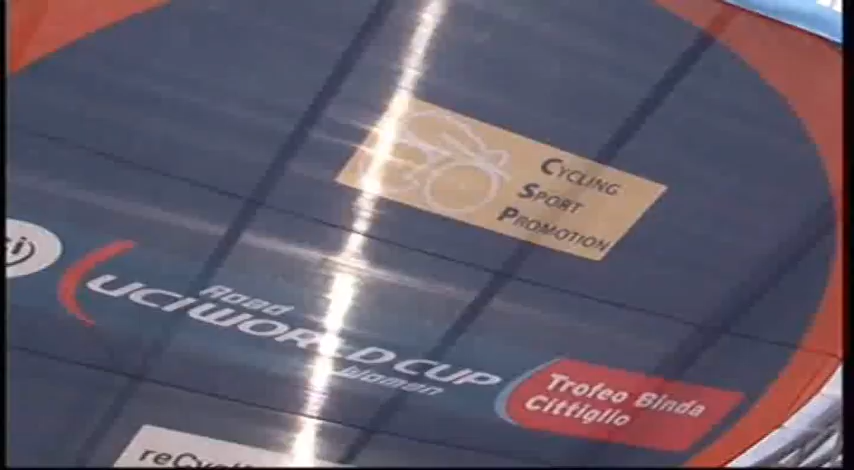 Cycling
Sport
Promotion
Road
UCI WORLD CUP
Women
Trofeo Binda
Cittiglio